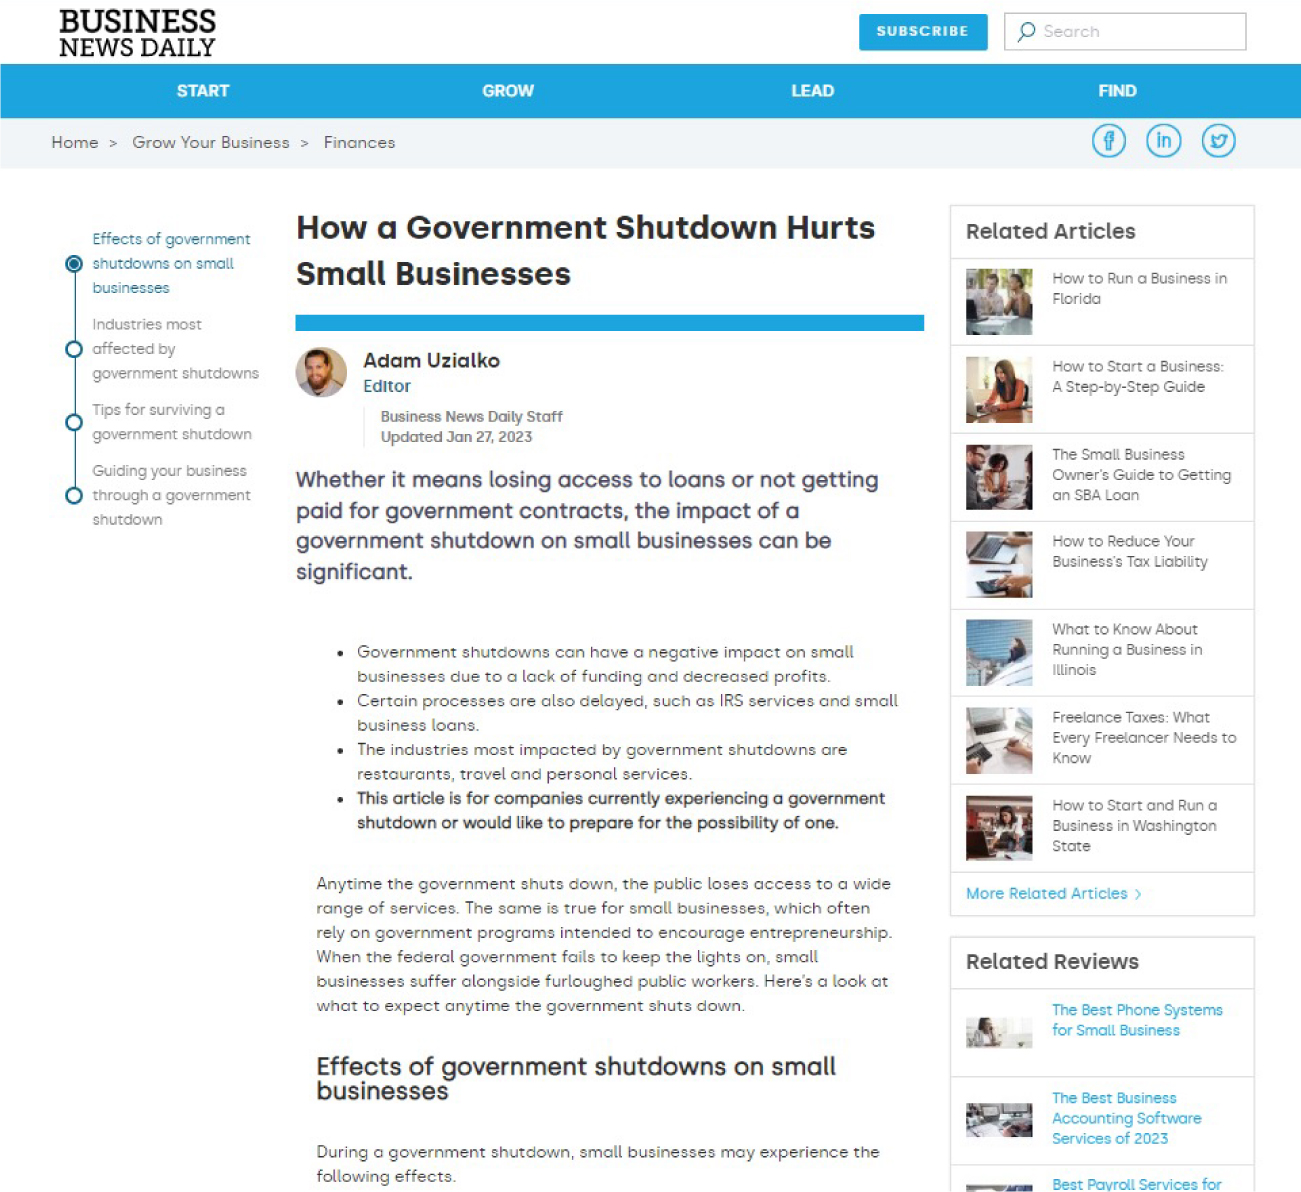 BUSINESS
NEWS DAILY
SUBSCRIBE
Search
START
GROW
LEAD
FIND
Home > Grow Your Business > Finances
Effects of government
shutdowns on small
businesses
Industries most
affected by
government shutdowns
Tips for surviving a
government shutdown
Guiding your business
through a government
shutdown
How a Government Shutdown Hurts
Small Businesses
Adam Uzialko
Editor
Business News Daily Staff
Updated Jan 27, 2023
Whether it means losing access to loans or not getting
paid for government contracts, the impact of a
government shutdown on small businesses can be
significant.
• Government shutdowns can have a negative impact on small
businesses due to a lack of funding and decreased profits.
• Certain processes are also delayed, such as IRS services and small
business loans.
• The industries most impacted by government shutdowns are
restaurants, travel and personal services.
• This article is for companies currently experiencing a government
shutdown or would like to prepare for the possibility of one.
Anytime the government shuts down, the public loses access to a wide
range of services. The same is true for small businesses, which often
rely on government programs intended to encourage entrepreneurship.
When the federal government fails to keep the lights on, small
businesses suffer alongside furloughed public workers. Here's a look at
what to expect anytime the government shuts down.
Effects of government shutdowns on small
businesses
During a government shutdown, small businesses may experience the
following effects.
Related Articles
How to Run a Business in
Florida
How to Start a Business:
A Step-by-Step Guide
The Small Business
Owner's Guide to Getting
an SBA Loan
How to Reduce Your
Business's Tax Liability
What to Know About
Running a Business in
Illinois
Freelance Taxes: What
Every Freelancer Needs to
Know
How to Start and Run a
Business in Washington
State
More Related Articles >
Related Reviews
The Best Phone Systems
for Small Business
The Best Business
Accounting Software
Services of 2023
Best Payroll Services for